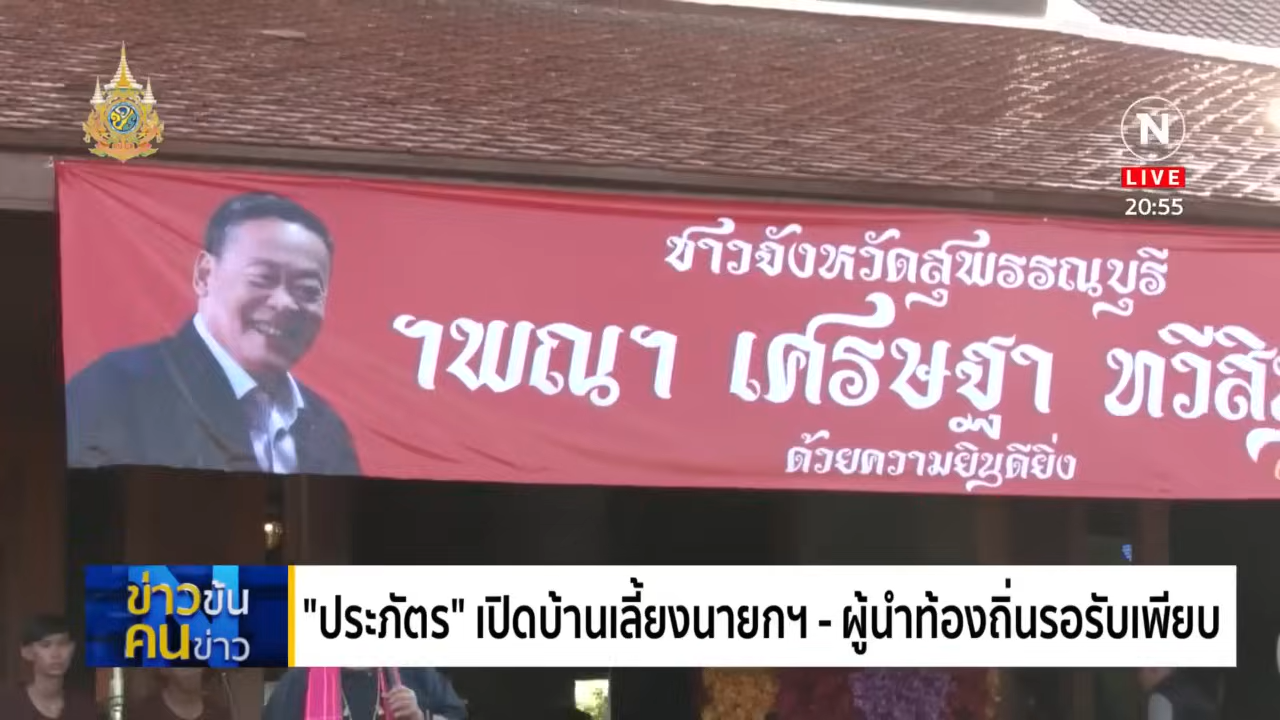 N
LIVE
20:55
ชาวจังหวัดสุพรรณบุรี
ฯพณฯ เศรษฐา ทวีสิ
ด้วยความยินดียิ่ง
ข่าวข้น
คนข่าว
"ประภัตร" เปิดบ้านเลี้ยงนายกฯ - ผู้นำท้องถิ่นรอรับเพียบ